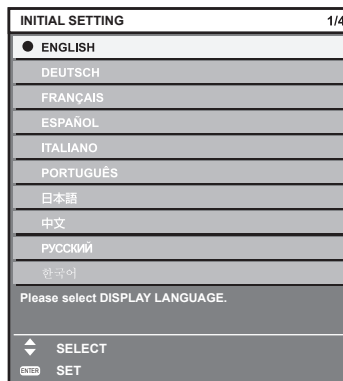 INITIAL SETTING 1/4
ENGLISH
DEUTSCH
FRANÇAIS
ESPAÑOL
ITALIANO
PORTUGUÊS
日本語
中文
РУССКИЙ
한국어
Please select DISPLAY LANGUAGE.
SELECT
ENTER SET